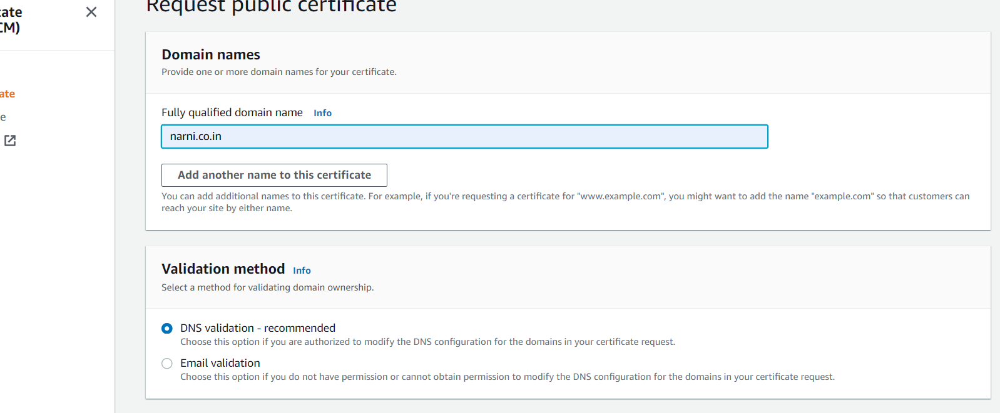 Request public certificate
cate
CM)
Domain names
Provide one or more domain names for your certificate.
ate
e
Fully qualified domain name Info
narni.co.in
Add another name to this certificate
You can add additional names to this certificate. For example, if you're requesting a certificate for "www.example.com", you might want to add the name "example.com" so that customers can
reach your site by either name.
Validation method Info
Select a method for validating domain ownership.
DNS validation - recommended
Choose this option if you are authorized to modify the DNS configuration for the domains in your certificate request.
Email validation
Choose this option if you do not have permission or cannot obtain permission to modify the DNS configuration for the domains in your certificate request.